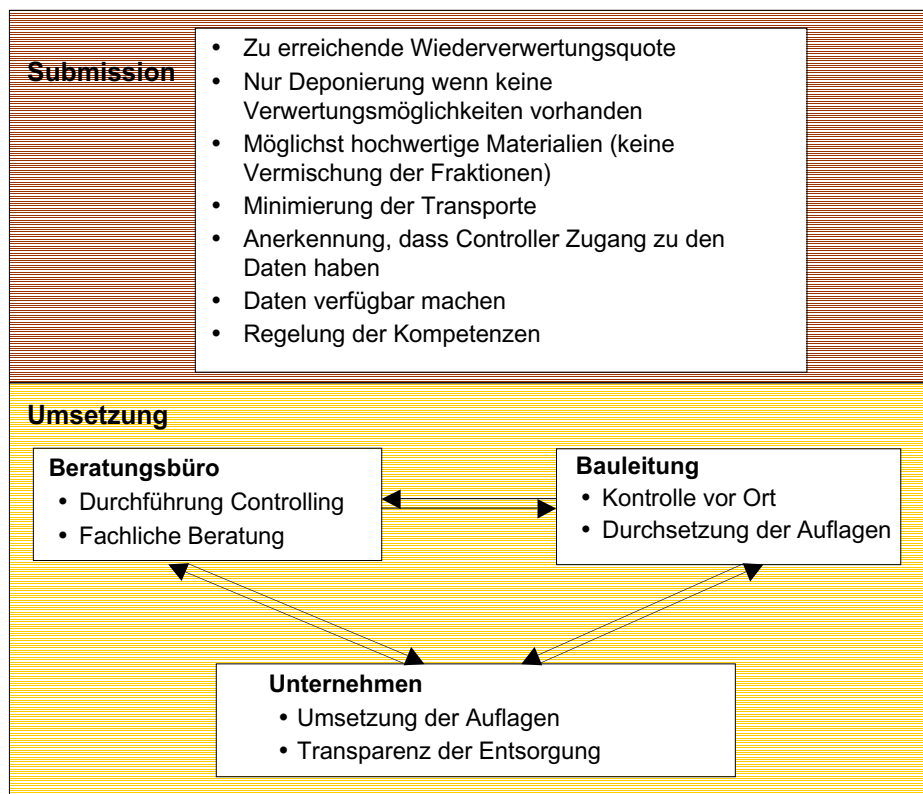 Submission
• Zu erreichende Wiederverwertungsquote
• Nur Deponierung wenn keine
Verwertungsmöglichkeiten vorhanden
• Möglichst hochwertige Materialien (keine
Vermischung der Fraktionen)
• Minimierung der Transporte
• Anerkennung, dass Controller Zugang zu den
Daten haben
• Daten verfügbar machen
• Regelung der Kompetenzen
Umsetzung
Beratungsbüro
• Durchführung Controlling
• Fachliche Beratung
Bauleitung
• Kontrolle vor Ort
• Durchsetzung der Auflagen
Unternehmen
• Umsetzung der Auflagen
• Transparenz der Entsorgung